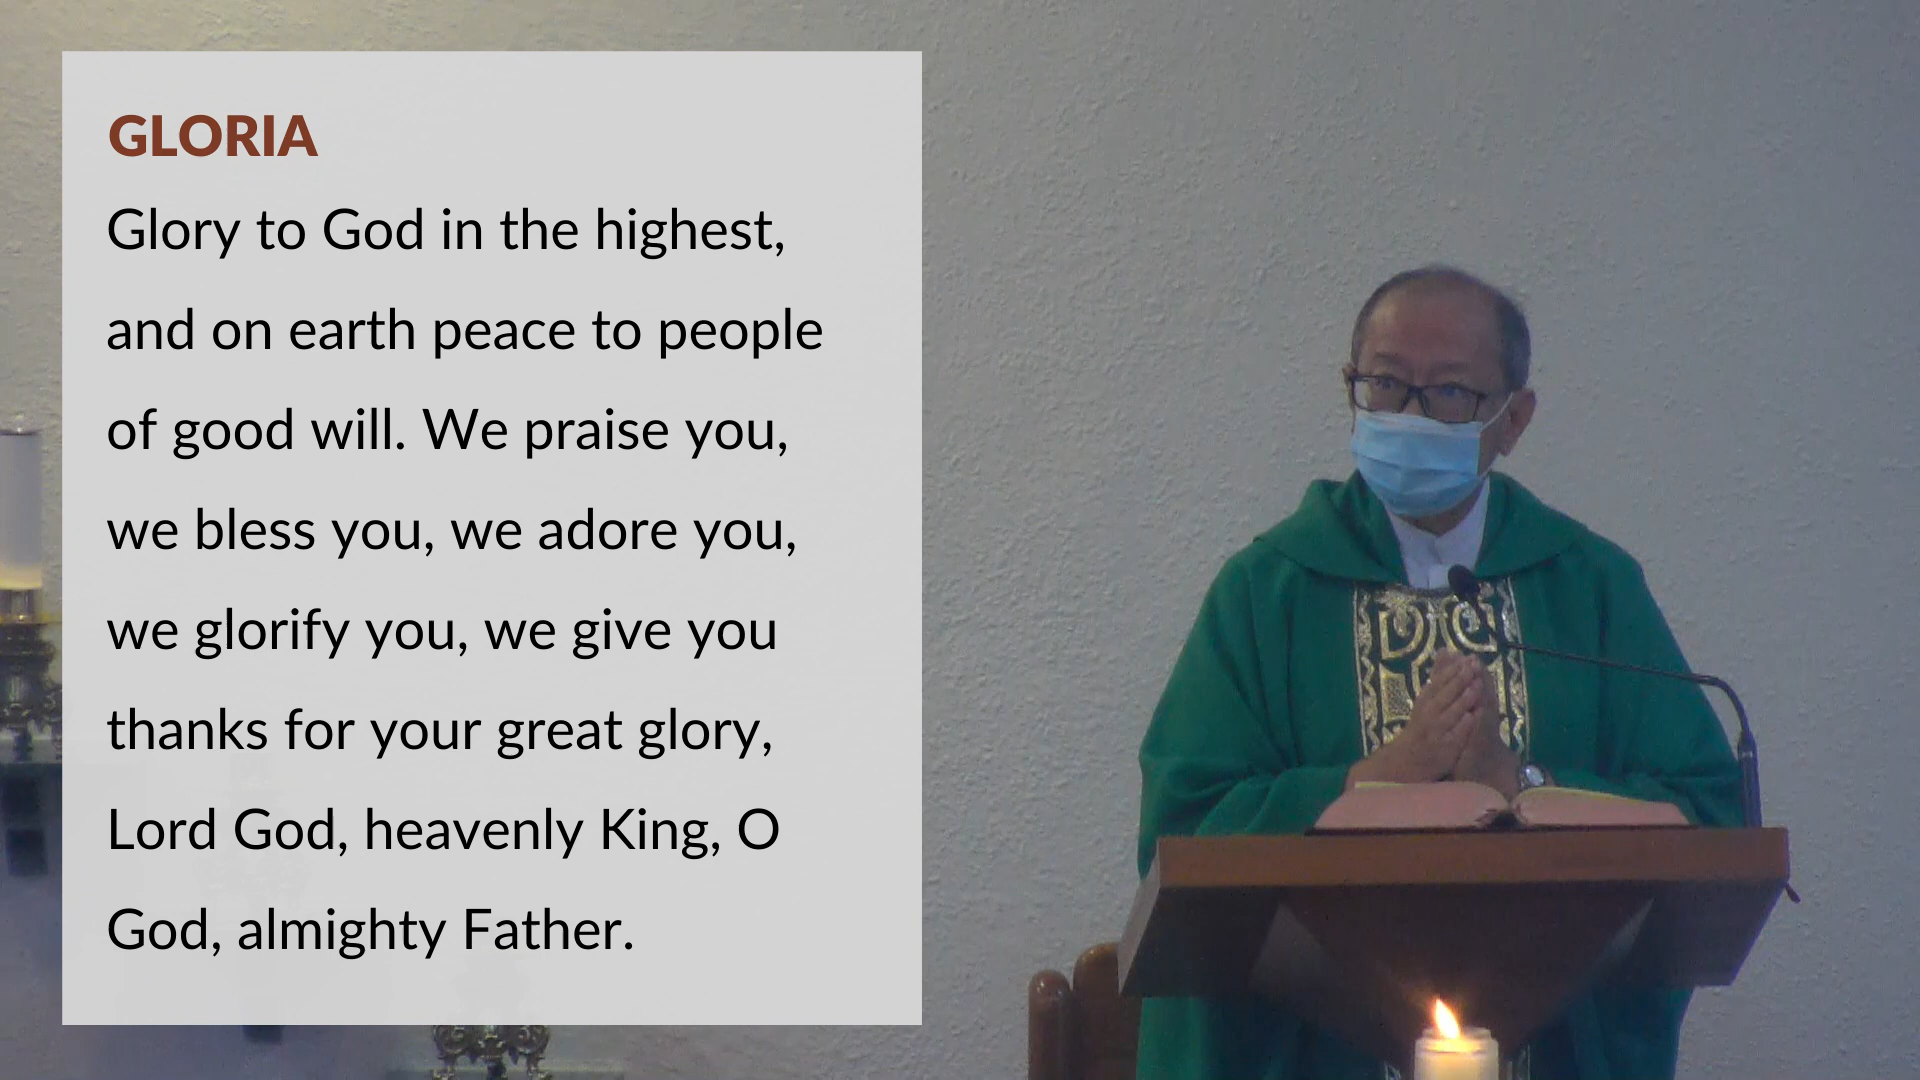 GLORIA
Glory to God in the highest,
and on earth peace to people
of good will. We praise you,
we bless you, we adore you,
we glorify you, we give you
thanks for your great glory,
Lord God, heavenly King, O
God, almighty Father.